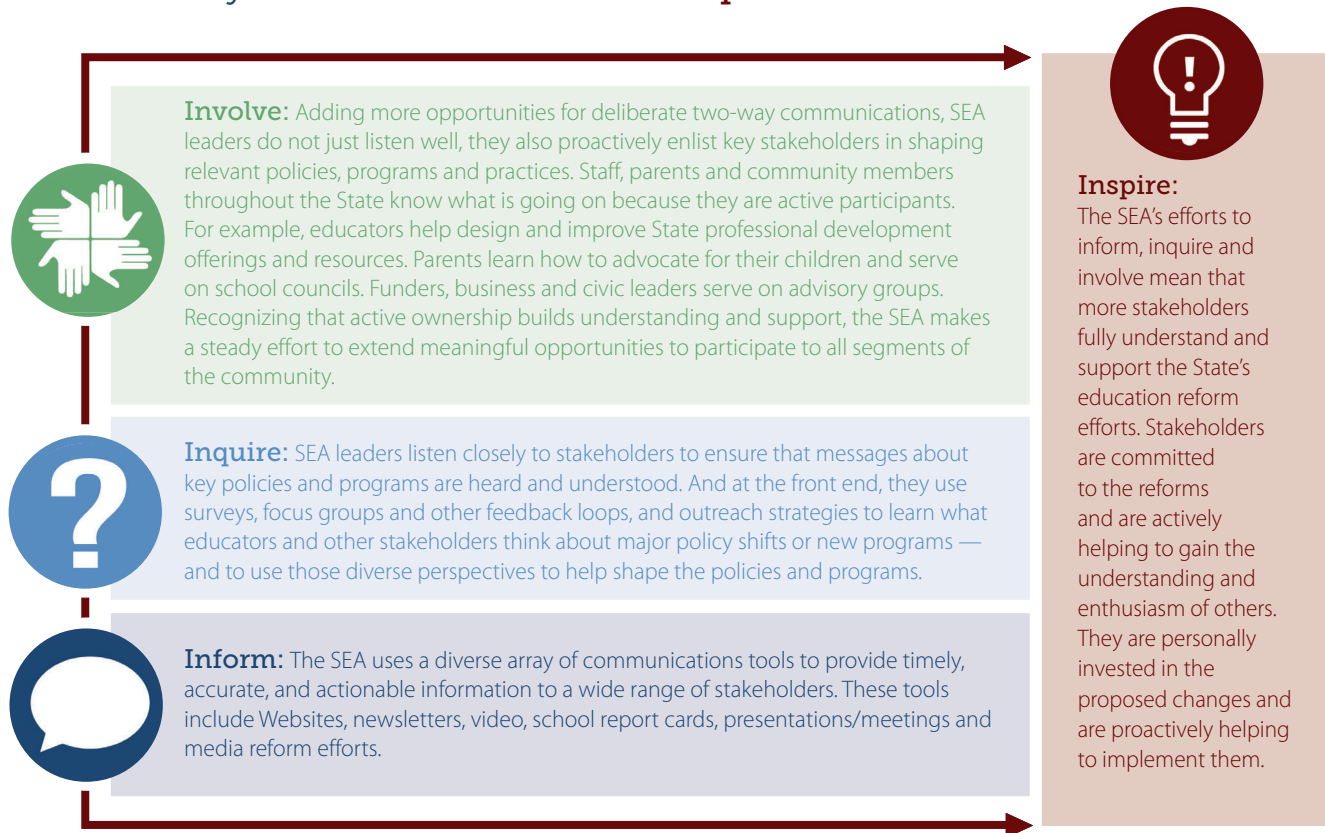 Involve: Adding more opportunities for deliberate two-way communications, SEA
leaders do not just listen well, they also proactively enlist key stakeholders in shaping
relevant policies, programs and practices. Staff, parents and community members
throughout the State know what is going on because they are active participants.
For example, educators help design and improve State professional development
offerings and resources. Parents learn how to advocate for their children and serve
on school councils. Funders, business and civic leaders serve on advisory groups.
Recognizing that active ownership builds understanding and support, the SEA makes
a steady effort to extend meaningful opportunities to participate to all segments of
the community.
Inquire: SEA leaders listen closely to stakeholders to ensure that messages about
key policies and programs are heard and understood. And at the front end, they use
surveys, focus groups and other feedback loops, and outreach strategies to learn what
educators and other stakeholders think about major policy shifts or new programs —
and to use those diverse perspectives to help shape the policies and programs.
Inform: The SEA uses a diverse array of communications tools to provide timely,
accurate, and actionable information to a wide range of stakeholders. These tools
include Websites, newsletters, video, school report cards, presentations/meetings and
media reform efforts.
Inspire:
The SEA's efforts to
inform, inquire and
involve mean that
more stakeholders
fully understand and
support the State's
education reform
efforts. Stakeholders
are committed
to the reforms
and are actively
helping to gain the
understanding and
enthusiasm of others.
They are personally
invested in the
proposed changes and
are proactively helping
to implement them.